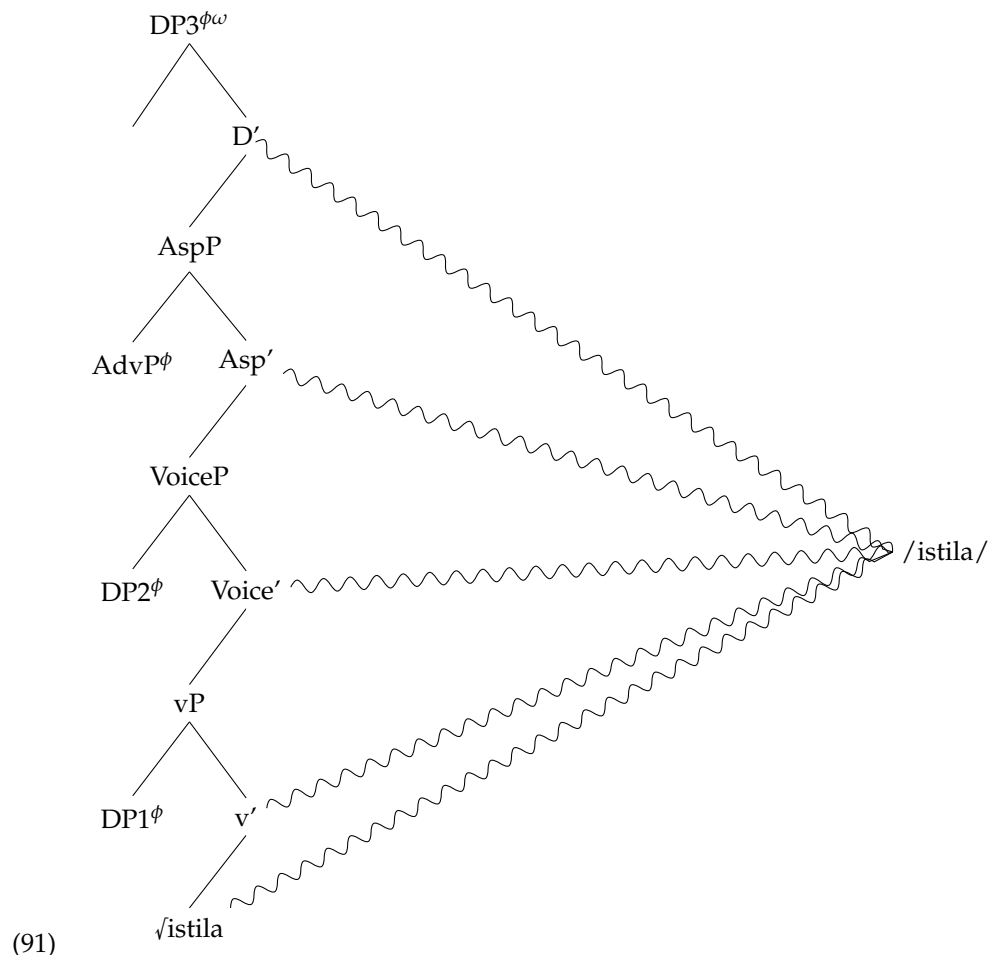 DP3^ϕω
D'
AspP
AdvP^ϕ Asp'
VoiceP
/istila/
DP2^ϕ Voice'
vP
DP1^ϕ v'
√istila
(91)